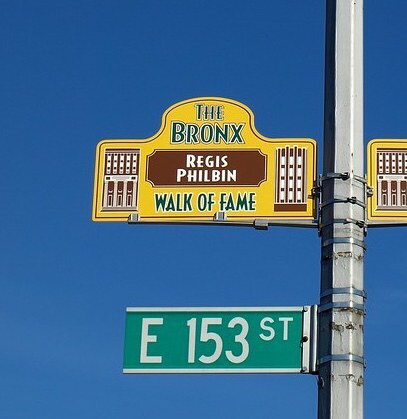 THE
BRONX
REGIS
PHILBIN
WALK OF FAME
E 153 ST